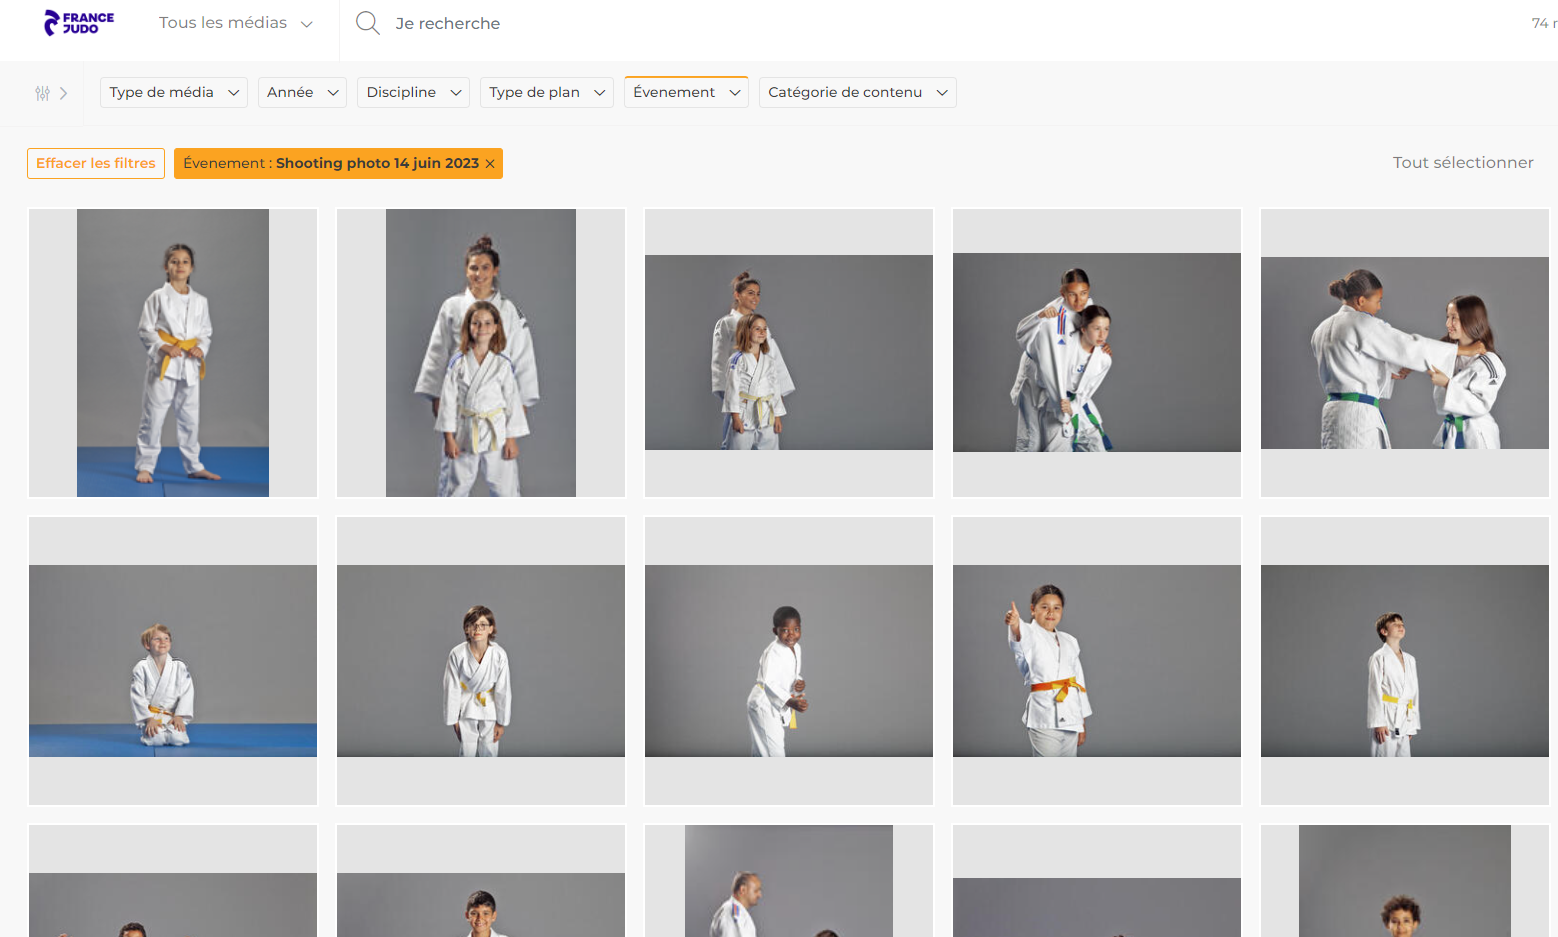 FRANCE
JUDO
Tous les médias
Je recherche
74 r
Type de média
Année
Discipline
Type de plan
Évenement
Catégorie de contenu
Effacer les filtres
Évenement : Shooting photo 14 juin 2023 ×
Tout sélectionner